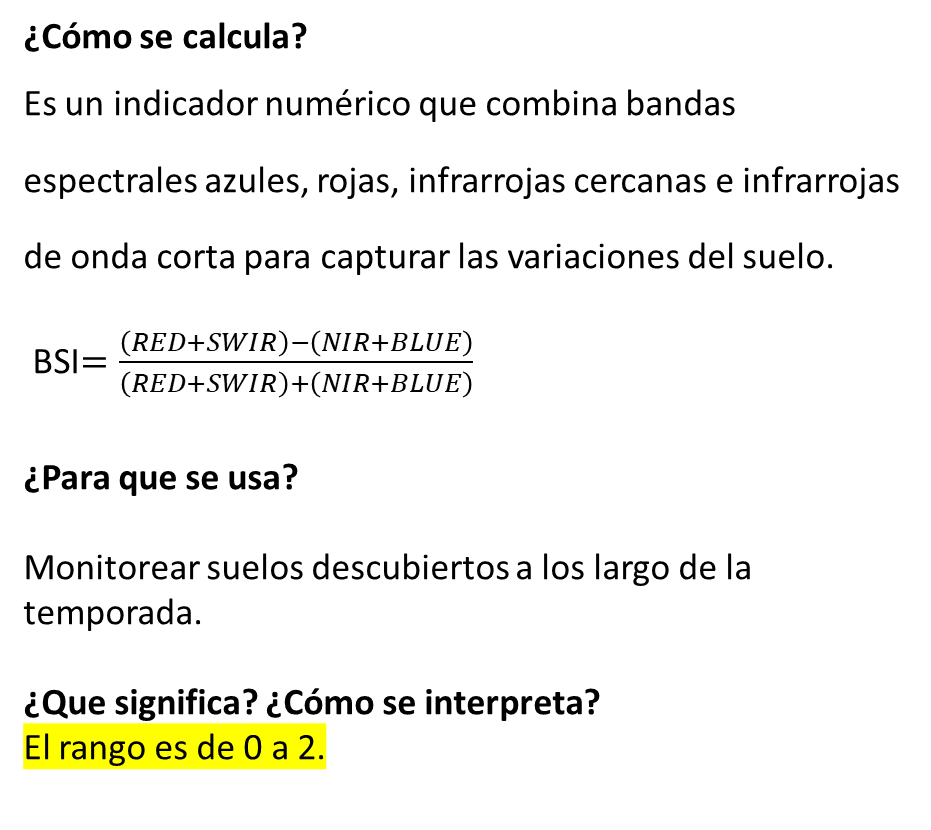 ¿Cómo se calcula?
Es un indicador numérico que combina bandas
espectrales azules, rojas, infrarrojas cercanas e infrarrojas
de onda corta para capturar las variaciones del suelo.
BSI= (RED+SWIR)−(NIR+BLUE)
(RED+SWIR)+(NIR+BLUE)
¿Para que se usa?
Monitorear suelos descubiertos a los largo de la
temporada.
¿Que significa? ¿Cómo se interpreta?
El rango es de 0 a 2.